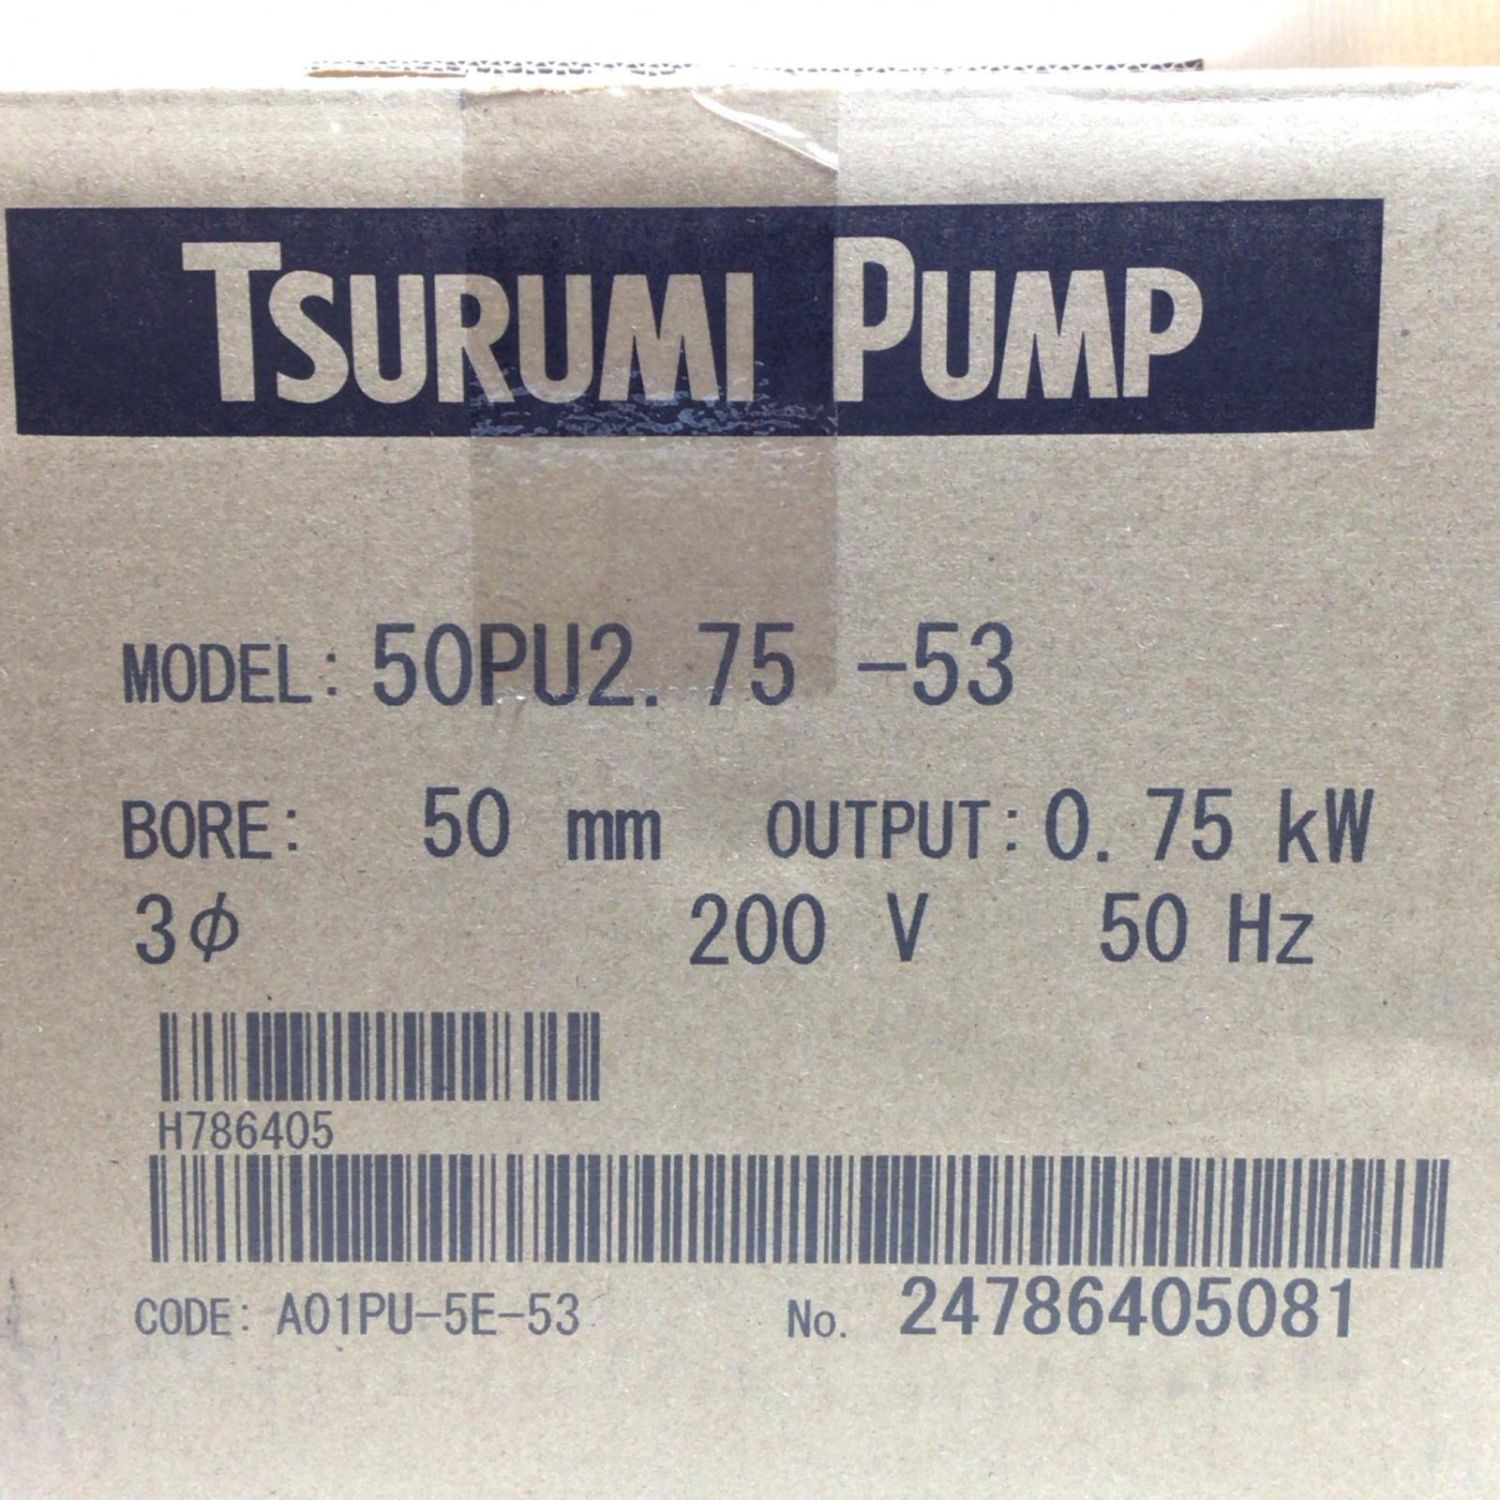 TSURUMI PUMP
MODEL: 50PU2. 75 -53
BORE: 50 mm OUTPUT: 0. 75 kW
3φ 200 V 50 Hz
H786405
CODE: A01PU-5E-53 No. 24786405081